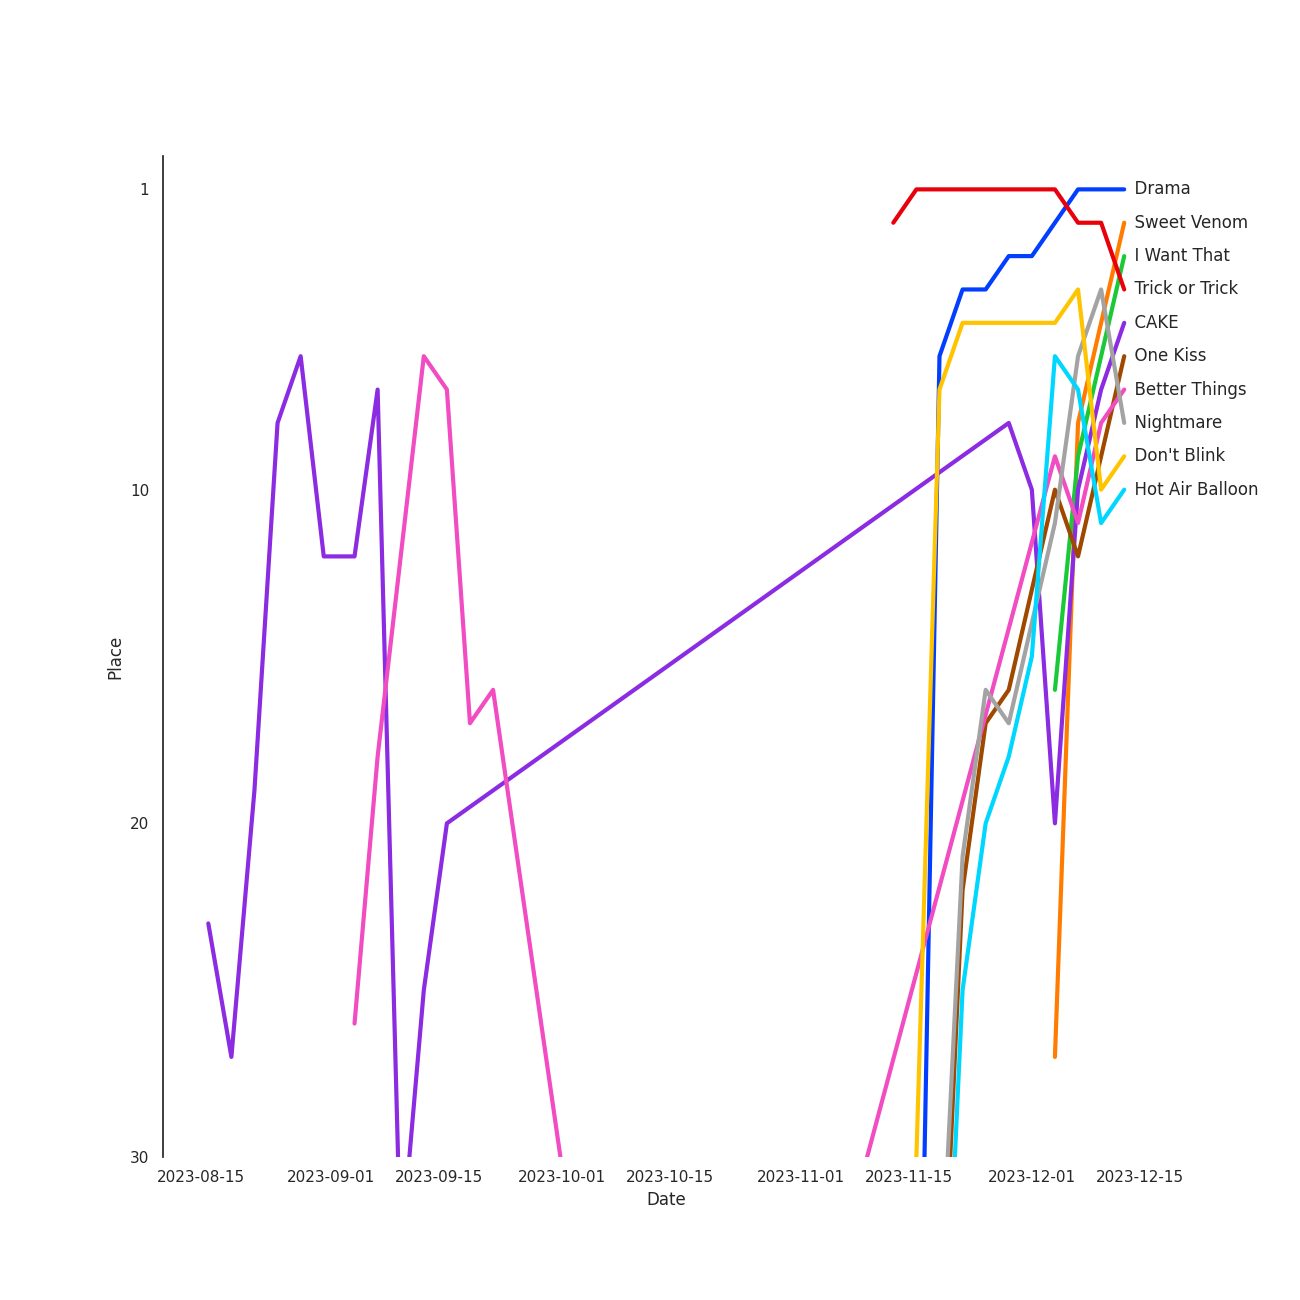 1
10
20
30
Place
2023-08-15
2023-09-01
2023-09-15
2023-10-01
2023-10-15
2023-11-01
2023-11-15
2023-12-01
2023-12-15
Date
Drama
Sweet Venom
I Want That
Trick or Trick
CAKE
One Kiss
Better Things
Nightmare
Don't Blink
Hot Air Balloon